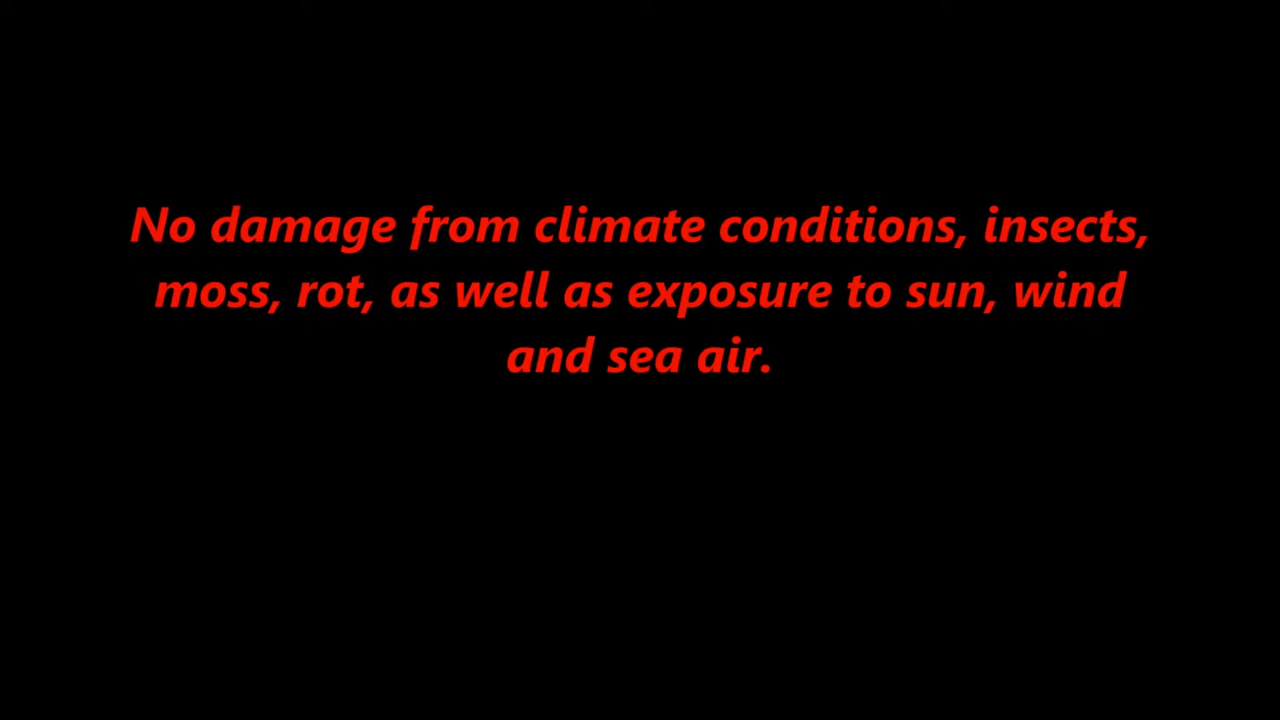 No damage from climate conditions, insects,
moss, rot, as well as exposure to sun, wind
and sea air.